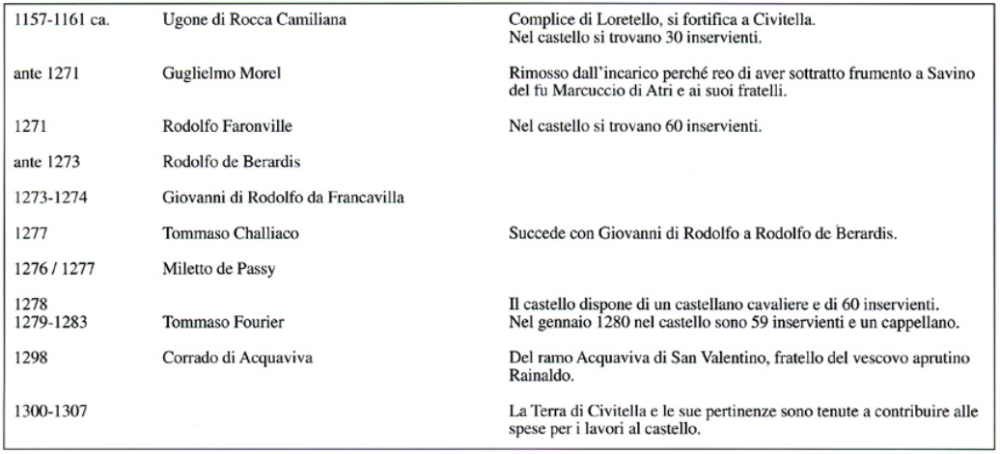 1157-1161 ca. Ugone di Rocca Camiliana Complice di Loretello, si fortifica a Civitella.
Nel castello si trovano 30 inservienti.
ante 1271 Guglielmo Morel Rimosso dall'incarico perché reo di aver sottratto frumento a Savino
del fu Marcuccio di Atri e ai suoi fratelli.
1271 Rodolfo Faronville Nel castello si trovano 60 inservienti.
ante 1273 Rodolfo de Berardis
1273-1274 Giovanni di Rodolfo da Francavilla
1277 Tommaso Challiaco Succede con Giovanni di Rodolfo a Rodolfo de Berardis.
1276 / 1277 Miletto de Passy
1278 Il castello dispone di un castellano cavaliere e di 60 inservienti.
1279-1283 Tommaso Fourier Nel gennaio 1280 nel castello sono 59 inservienti e un cappellano.
1298 Corrado di Acquaviva Del ramo Acquaviva di San Valentino, fratello del vescovo aprutino
Rainaldo.
1300-1307 La Terra di Civitella e le sue pertinenze sono tenute a contribuire alle
spese per i lavori al castello.